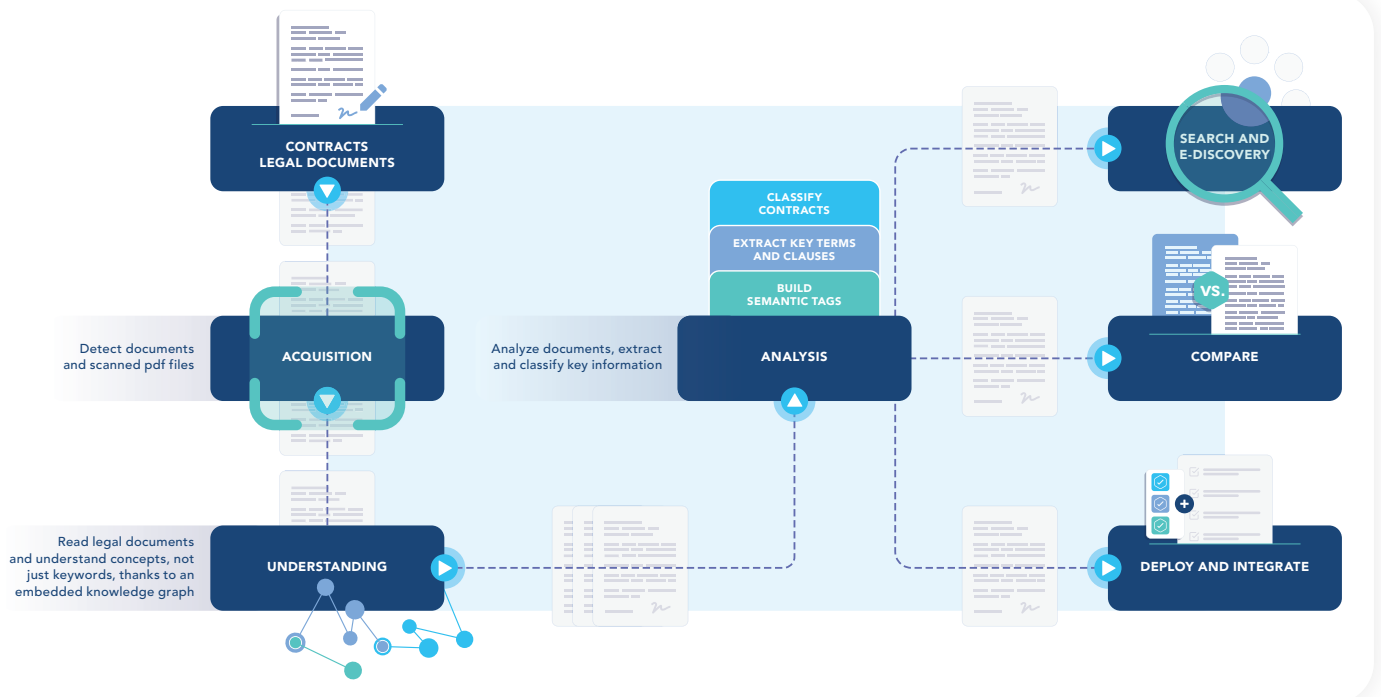 CONTRACTS
LEGAL DOCUMENTS
Detect documents
and scanned pdf files
ACQUISITION
Read legal documents
and understand concepts, not
just keywords, thanks to an
embedded knowledge graph
UNDERSTANDING
Analyze documents, extract
and classify key information
CLASSIFY
CONTRACTS
EXTRACT KEY TERMS
AND CLAUSES
BUILD
SEMANTIC TAGS
ANALYSIS
SEARCH AND
E-DISCOVERY
VS.
COMPARE
+
DEPLOY AND INTEGRATE